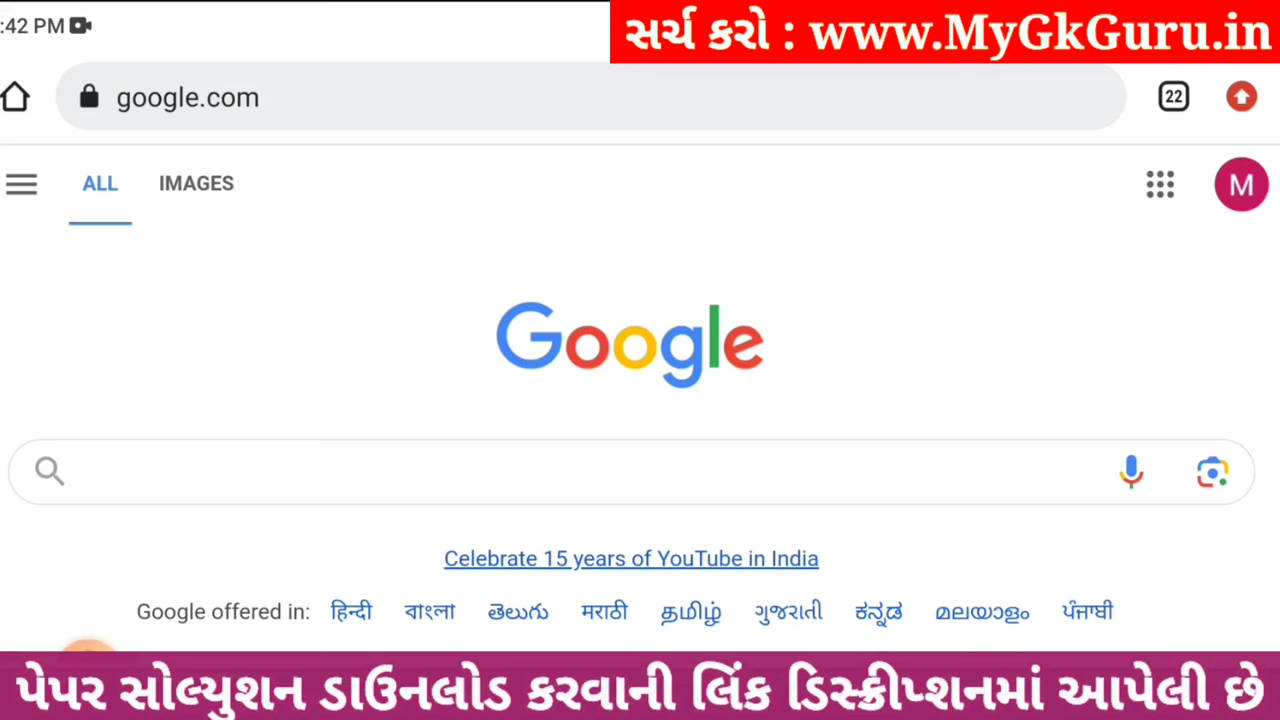 :42 PM
સર્ચ કરો : www.MyGkGuru.in
google.com
22
ALL IMAGES
M
Google
Celebrate 15 years of YouTube in India
Google offered in: हिन्दी বাংলা తెలుగు मराठी தமிழ் ગુજરાતી ಕನ್ನಡ മലയാളം ਪੰਜਾਬੀ
પેપર સોલ્યુશન ડાઉનલોડ કરવાની લિંક ડિસ્ક્રીપ્શનમાં આપેલી છે